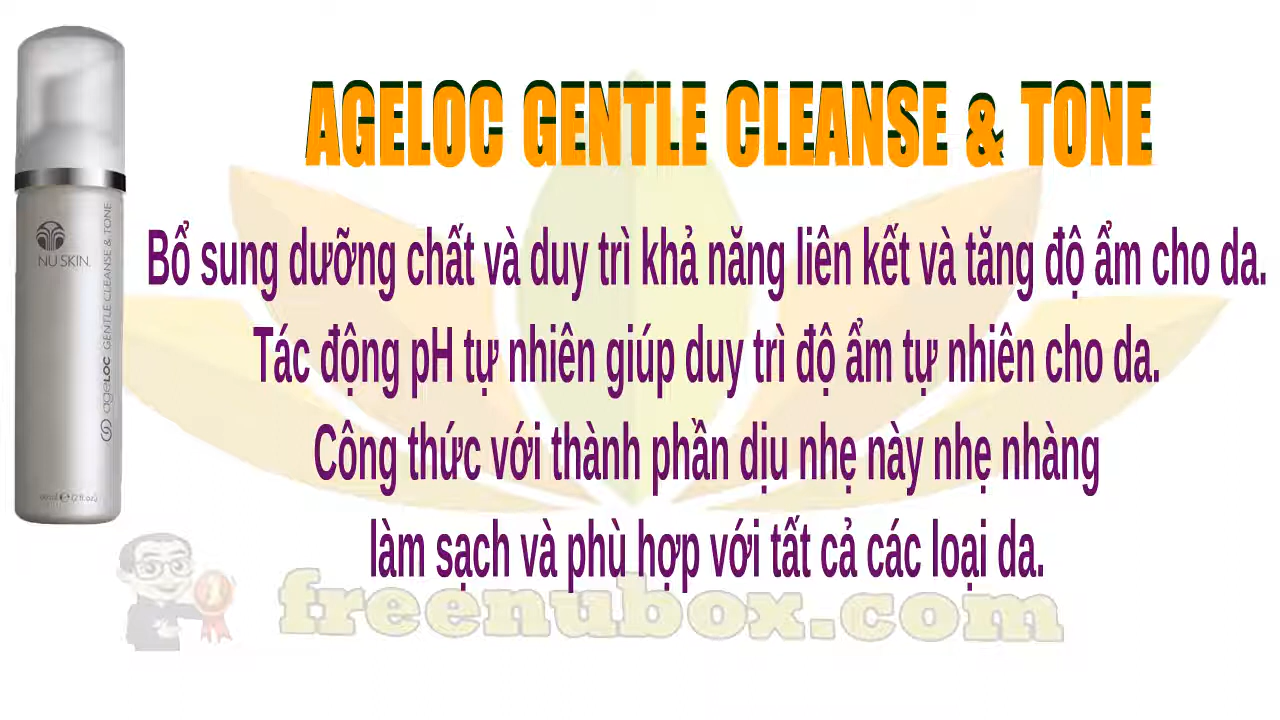 AGELOC GENTLE CLEANSE & TONE
Bổ sung dưỡng chất và duy trì khả năng liên kết và tăng độ ẩm cho da.
Tác động pH tự nhiên giúp duy trì độ ẩm tự nhiên cho da.
Công thức với thành phần dịu nhẹ này nhẹ nhàng
làm sạch và phù hợp với tất cả các loại da.
NU SKIN.
ageLOC GENTLE CLEANSE & TONE
(2 fl.oz)
freenubox.com